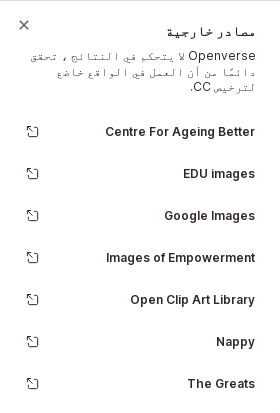 مصادر خارجية
Openverse لا يتحكم في النتائج ، تحقق
دائمًا من أن العمل في الواقع خاضع
لترخيص CC.
Centre For Ageing Better
EDU images
Google Images
Images of Empowerment
Open Clip Art Library
Nappy
The Greats